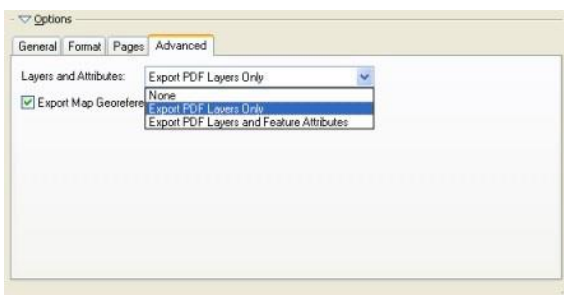 Options
General Format Pages Advanced
Layers and Attributes: Export PDF Layers Only
None
Export Map Georefere
Export PDF Layers Only
Export PDF Layers and Feature Attributes